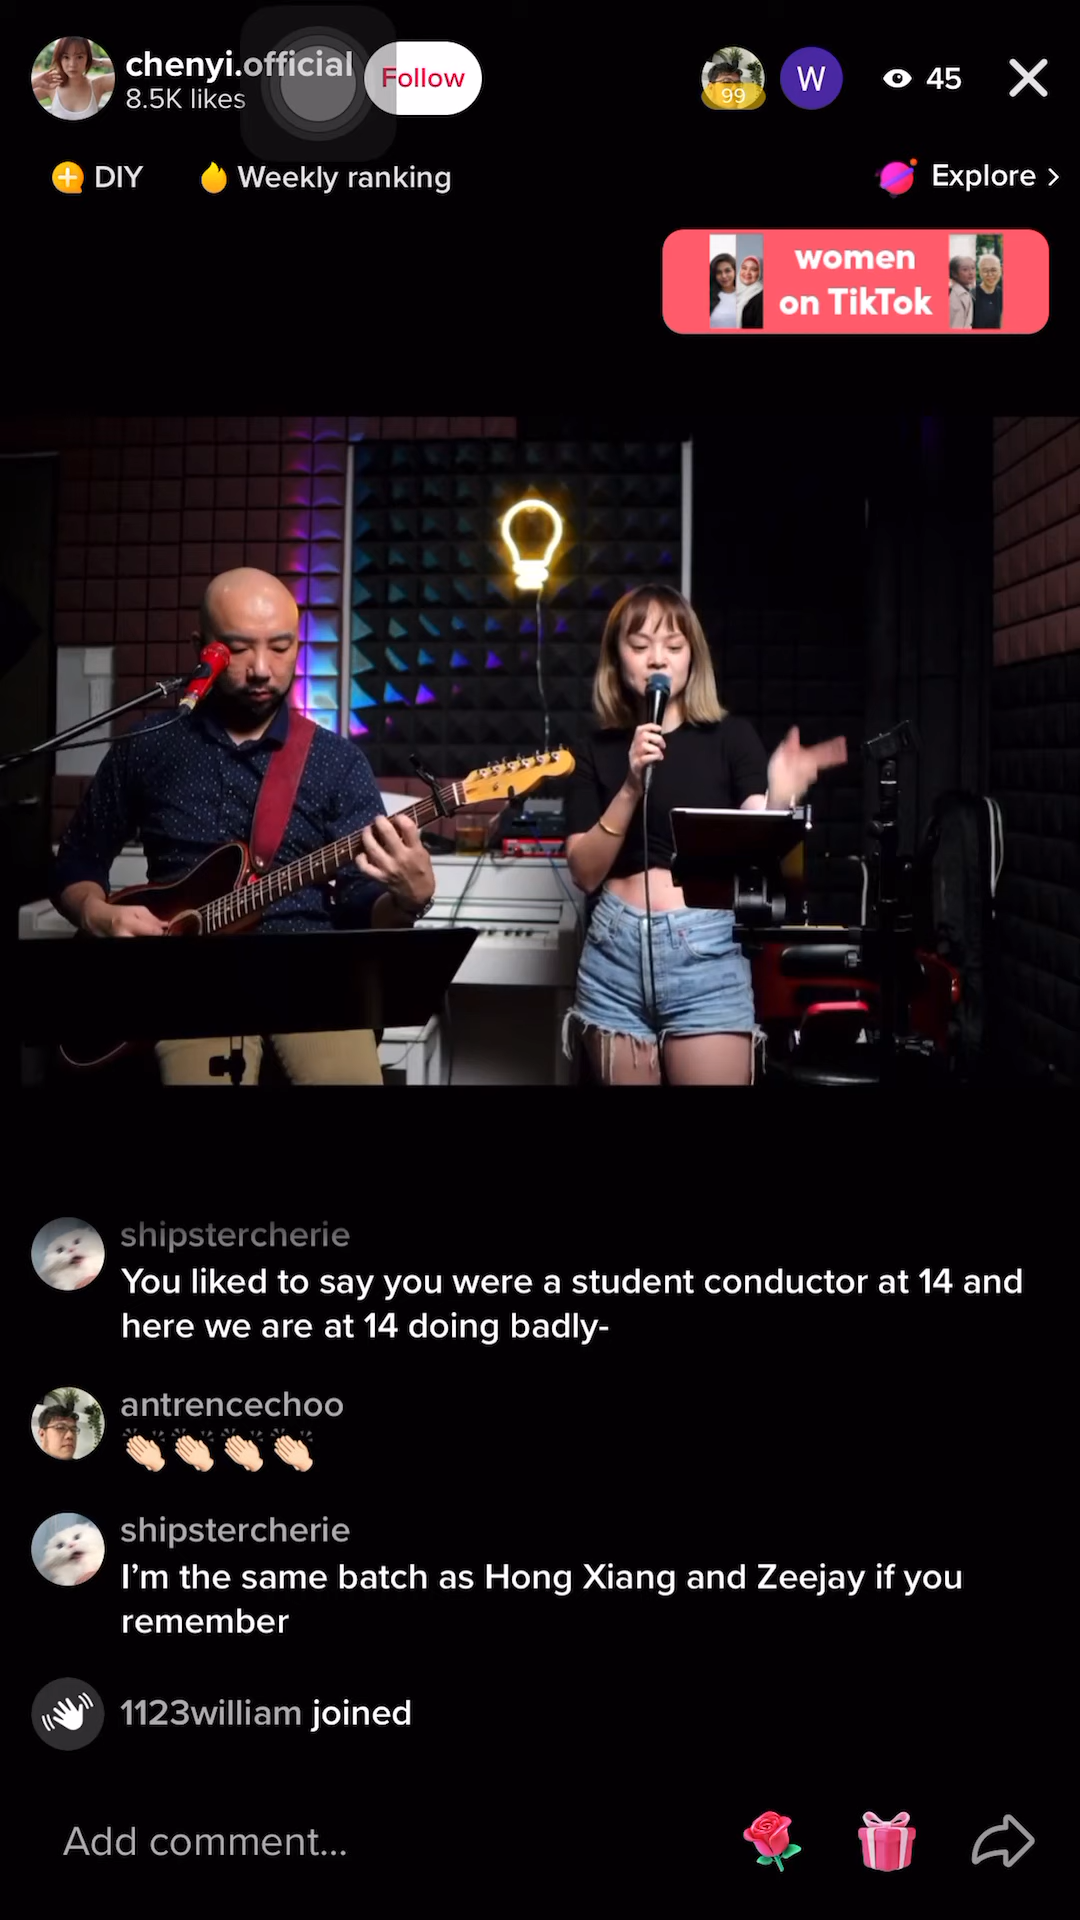 chenyi.official
8.5K likes
Follow
99
W
45
DIY
Weekly ranking
Explore >
women
on TikTok
shipstercherie
You liked to say you were a student conductor at 14 and
here we are at 14 doing badly-
antrencechoo
👏🏻👏🏻👏🏻👏🏻
shipstercherie
I’m the same batch as Hong Xiang and Zeejay if you
remember
1123william joined
Add comment...